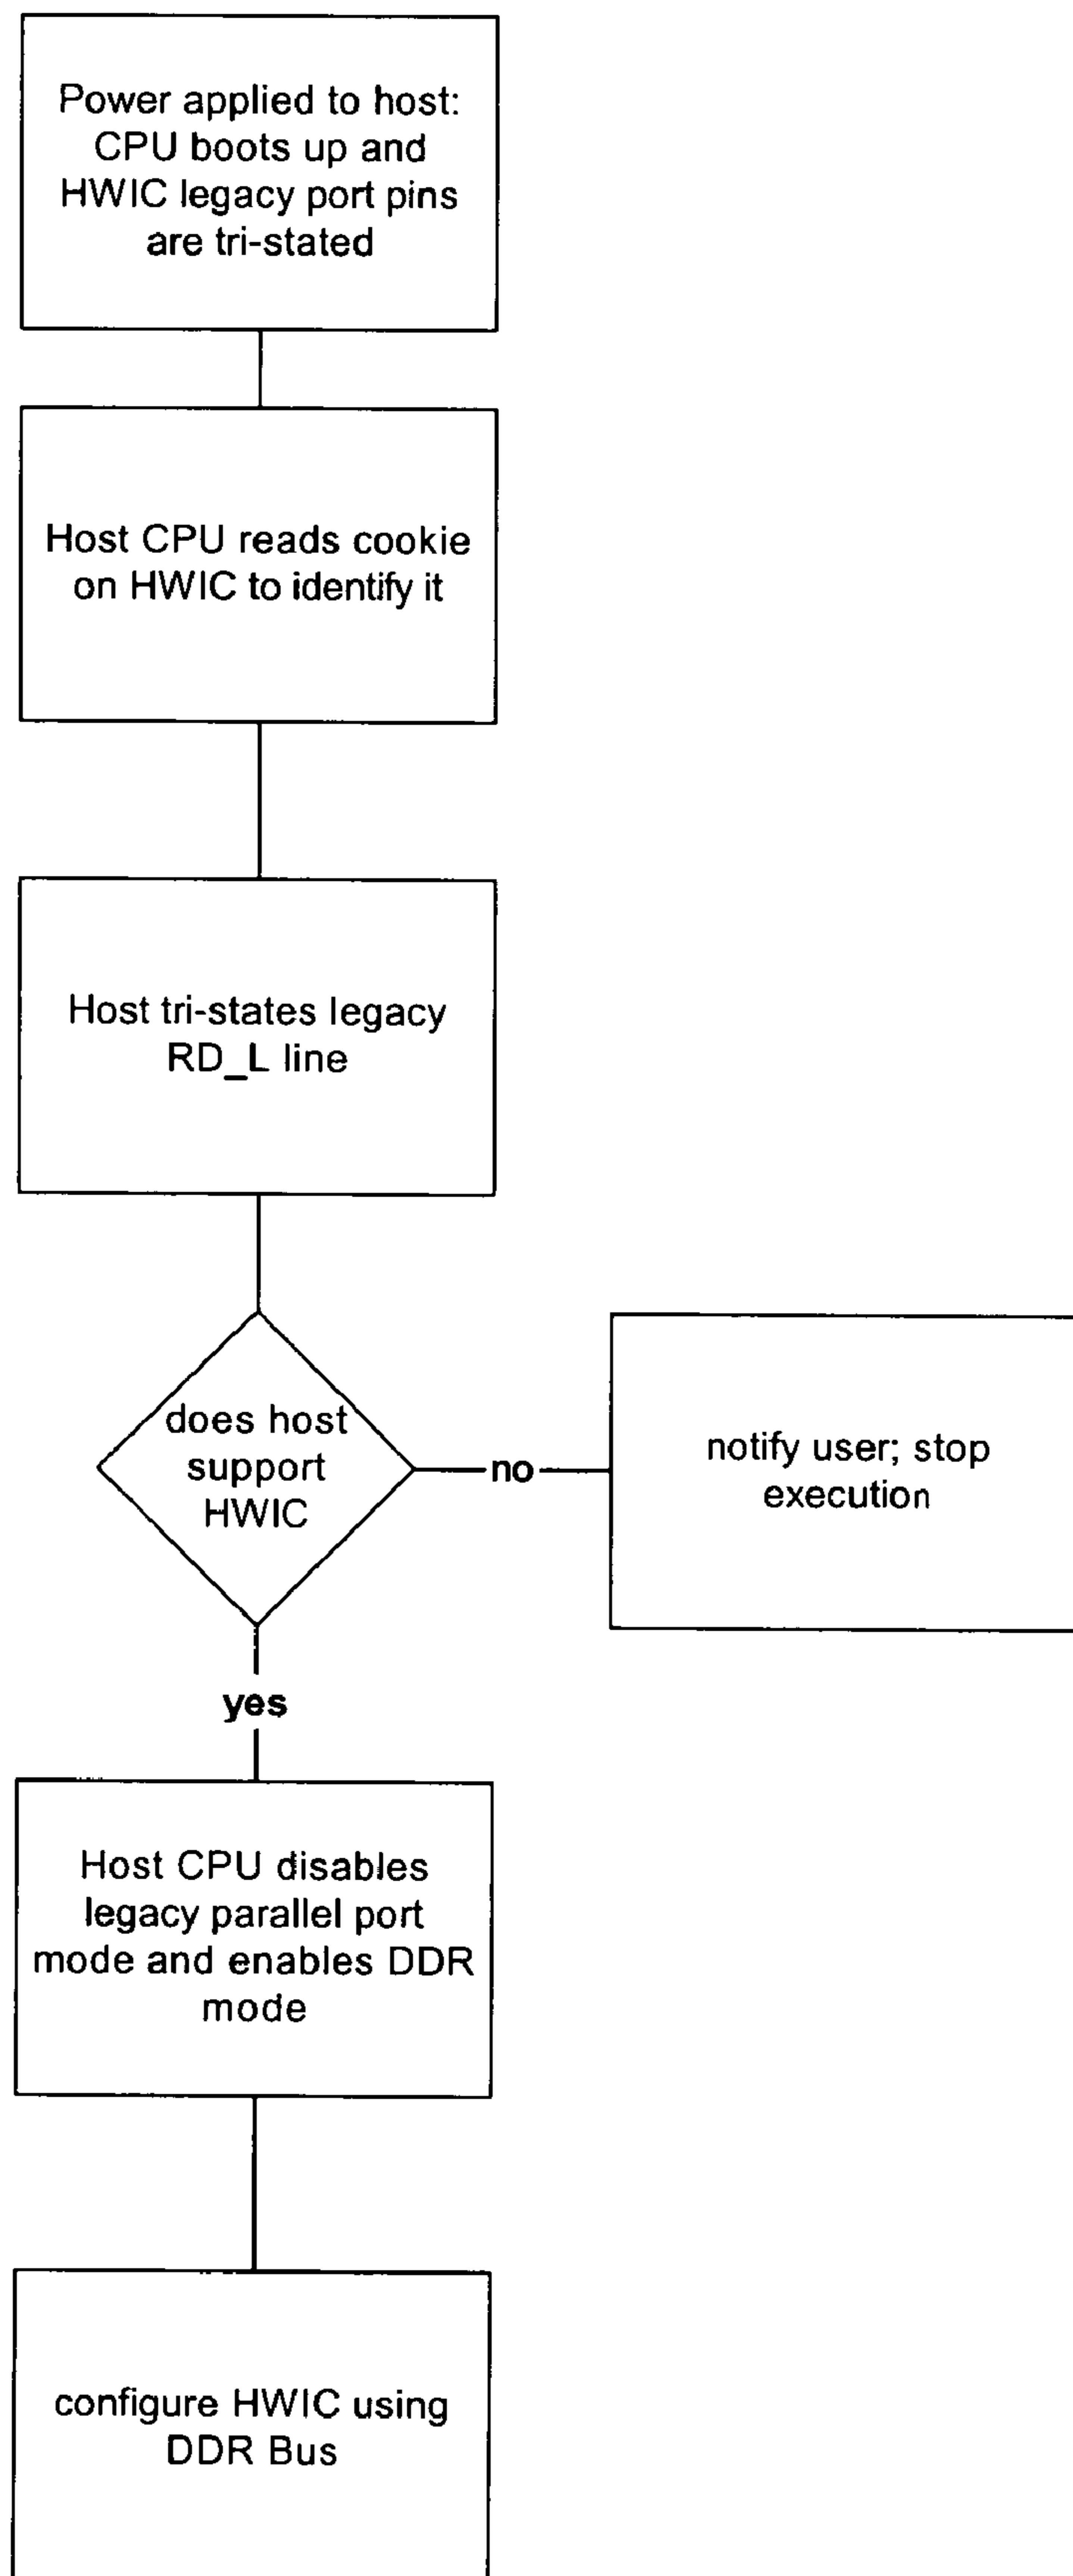 Power applied to host:
CPU boots up and
HWIC legacy port pins
are tri-stated
Host CPU reads cookie
on HWIC to identify it
Host tri-states legacy
RD_L line
does host
support
HWIC
no
notify user; stop
execution
yes
Host CPU disables
legacy parallel port
mode and enables DDR
mode
configure HWIC using
DDR Bus